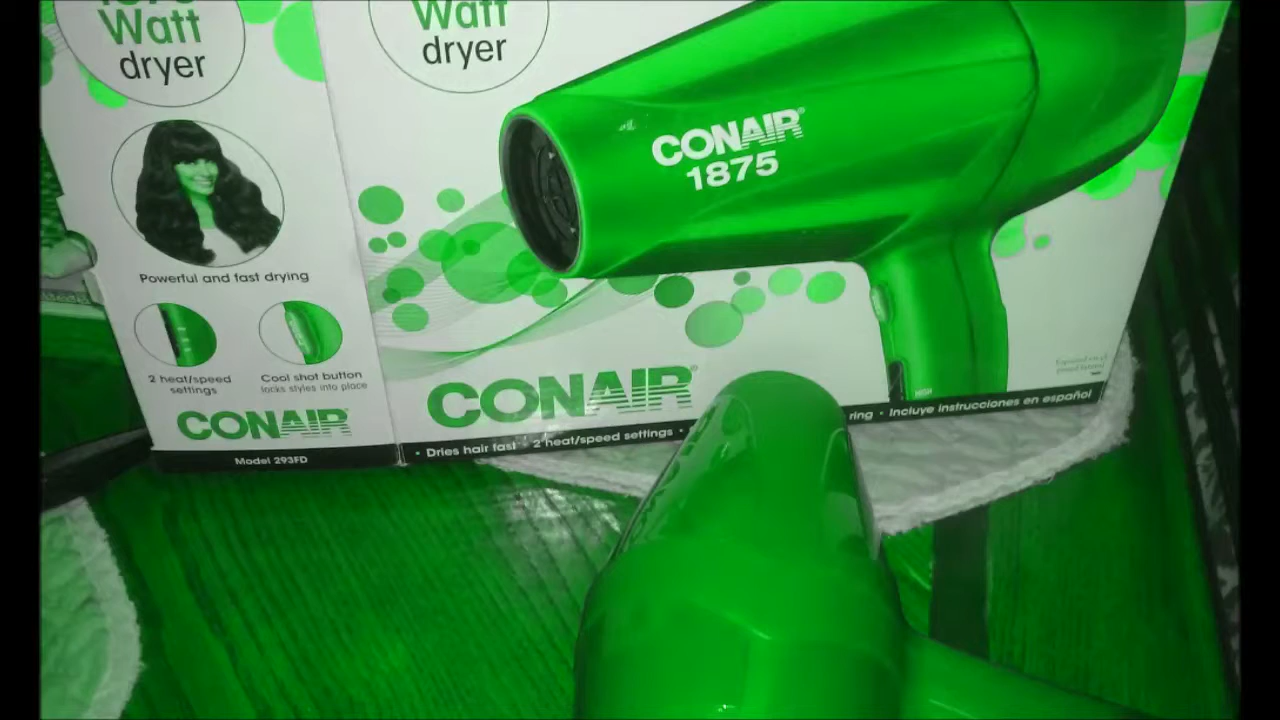 Watt
dryer
Powerful and fast drying
2 heat/speed
settings
Cool shot button
locks styles into place
CONAIR
Model 293FD
Watt
dryer
CONAIR®
1875
CONAIR®
• Dries hair fast • 2 heat/speed settings •
ring • Incluye instrucciones en español